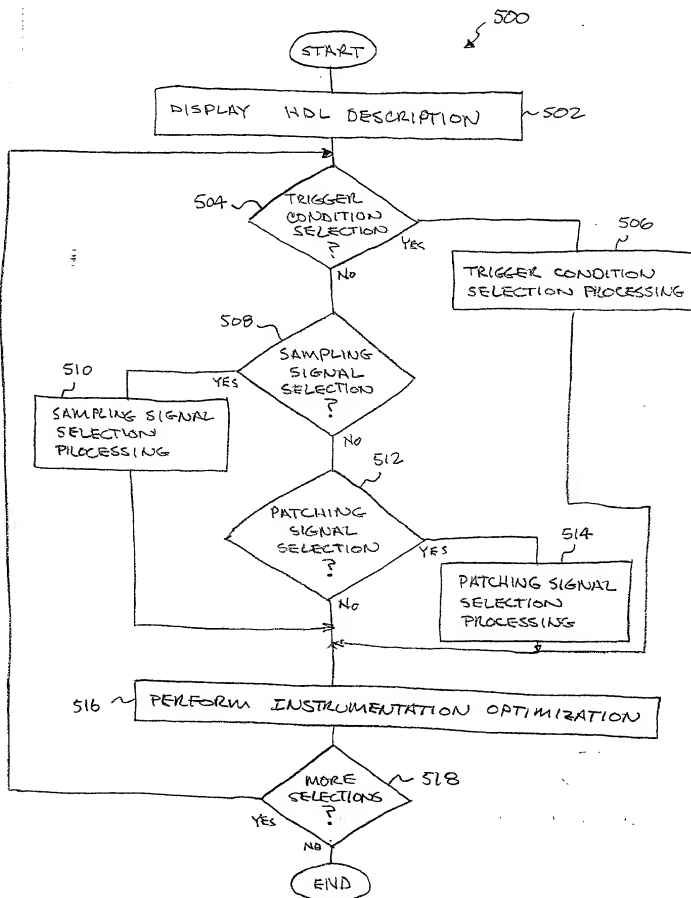 500
START
DISPLAY HDL DESCRIPTION
502
504
TRIGGER
CONDITION
SELECTION
?
YES
NO
506
TRIGGER CONDITION
SELECTION PROCESSING
508
SAMPLING
SIGNAL
SELECTION
?
YES
NO
510
SAMPLING SIGNAL
SELECTION
PROCESSING
512
PATCHING
SIGNAL
SELECTION
?
YES
NO
514
PATCHING SIGNAL
SELECTION
PROCESSING
516
PERFORM INSTRUMENTATION OPTIMIZATION
518
MORE
SELECTIONS
?
YES
NO
END